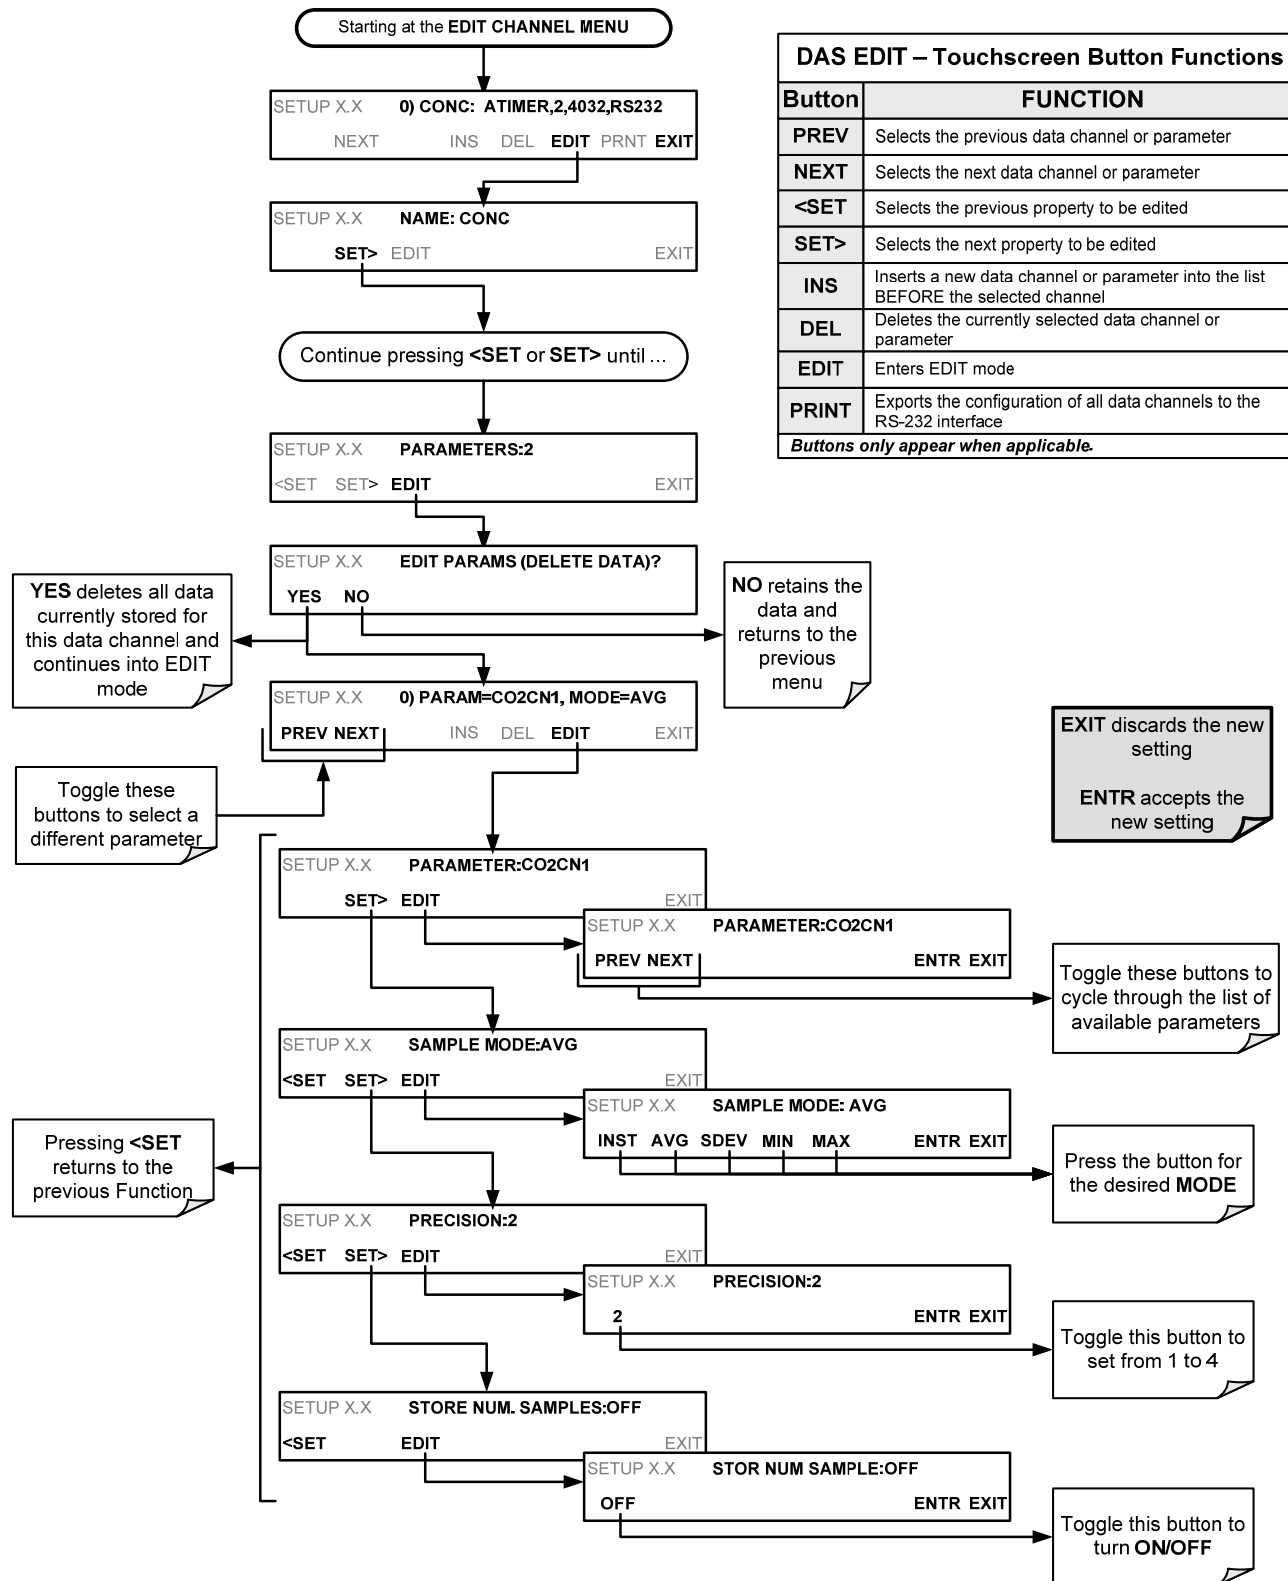 Starting at the EDIT CHANNEL MENU
SETUP X.X 0) CONC: ATIMER,2,4032,RS232
NEXT INS DEL EDIT PRNT EXIT
SETUP X.X NAME: CONC
SET> EDIT EXIT
Continue pressing <SET or SET> until ...
SETUP X.X PARAMETERS:2
<SET SET> EDIT EXIT
SETUP X.X EDIT PARAMS (DELETE DATA)?
YES NO
YES deletes all data
currently stored for
this data channel and
continues into EDIT
mode
NO retains the
data and
returns to the
previous
menu
SETUP X.X 0) PARAM=CO2CN1, MODE=AVG
PREV NEXT INS DEL EDIT EXIT
Toggle these
buttons to select a
different parameter
DAS EDIT – Touchscreen Button Functions
Button FUNCTION
PREV Selects the previous data channel or parameter
NEXT Selects the next data channel or parameter
<SET Selects the previous property to be edited
SET> Selects the next property to be edited
INS Inserts a new data channel or parameter into the list
BEFORE the selected channel
DEL Deletes the currently selected data channel or
parameter
EDIT Enters EDIT mode
PRINT Exports the configuration of all data channels to the
RS-232 interface
Buttons only appear when applicable.
EXIT discards the new
setting
ENTR accepts the
new setting
SETUP X.X PARAMETER:CO2CN1
SET> EDIT EXIT
SETUP X.X PARAMETER:CO2CN1
PREV NEXT ENTR EXIT
Toggle these buttons to
cycle through the list of
available parameters
SETUP X.X SAMPLE MODE:AVG
<SET SET> EDIT EXIT
SETUP X.X SAMPLE MODE: AVG
INST AVG SDEV MIN MAX ENTR EXIT
Press the button for
the desired MODE
Pressing <SET
returns to the
previous Function
SETUP X.X PRECISION:2
<SET SET> EDIT EXIT
SETUP X.X PRECISION:2
2 ENTR EXIT
Toggle this button to
set from 1 to 4
SETUP X.X STORE NUM. SAMPLES:OFF
<SET EDIT EXIT
SETUP X.X STOR NUM SAMPLE:OFF
OFF ENTR EXIT
Toggle this button to
turn ON/OFF